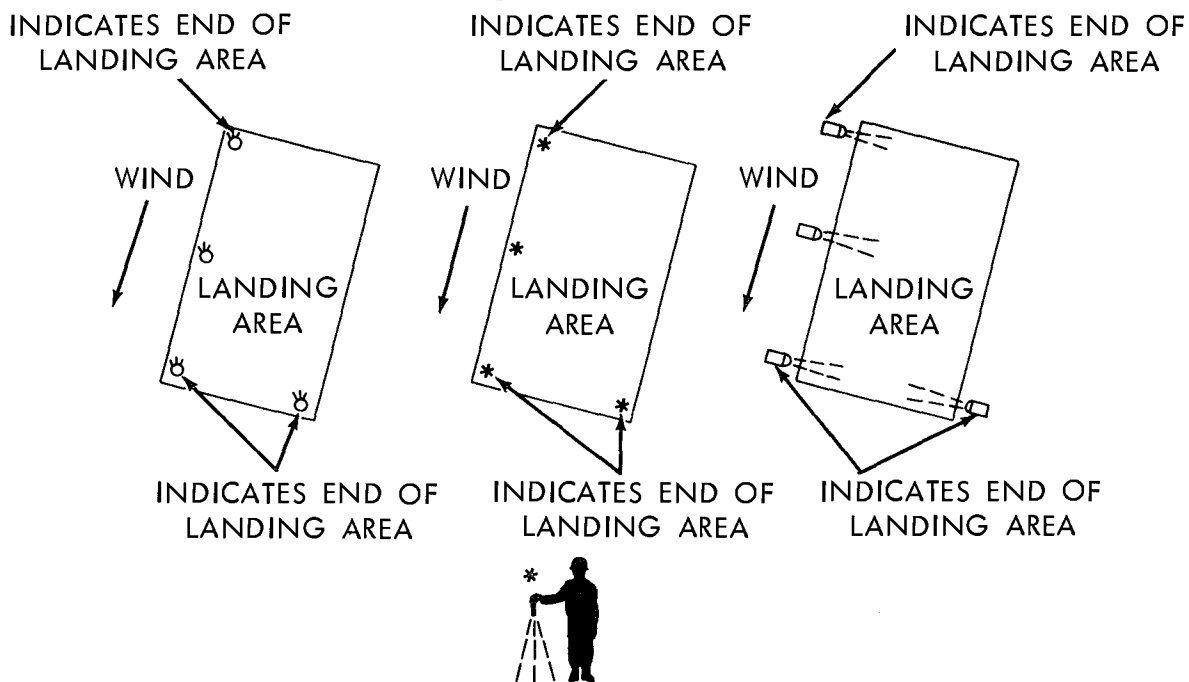 INDICATES END OF
LANDING AREA
INDICATES END OF
LANDING AREA
INDICATES END OF
LANDING AREA
WIND
WIND
WIND
LANDING
AREA
LANDING
AREA
LANDING
AREA
INDICATES END OF
LANDING AREA
INDICATES END OF
LANDING AREA
INDICATES END OF
LANDING AREA